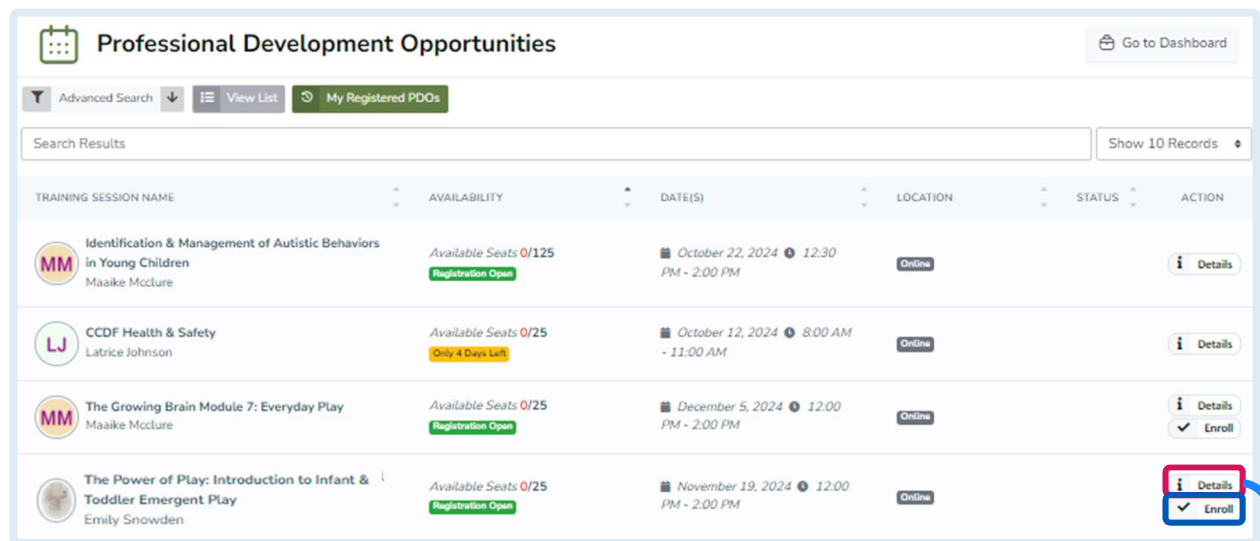 Professional Development Opportunities
Go to Dashboard
Advanced Search
View List
My Registered PDOs
Search Results
Show 10 Records
TRAINING SESSION NAME
AVAILABILITY
DATE(S)
LOCATION
STATUS
ACTION
MM
Identification & Management of Autistic Behaviors
in Young Children
Maaike Mcclure
Available Seats 0/125
Registration Open
October 22, 2024 12:30
PM - 2:00 PM
Online
Details
LJ
CCDF Health & Safety
Latrice Johnson
Available Seats 0/25
Only 4 Days Left
October 12, 2024 8:00 AM
- 11:00 AM
Online
Details
MM
The Growing Brain Module 7: Everyday Play
Maaike Mcclure
Available Seats 0/25
Registration Open
December 5, 2024 12:00
PM - 2:00 PM
Online
Details
Enroll
The Power of Play: Introduction to Infant &
Toddler Emergent Play
Emily Snowden
Available Seats 0/25
Registration Open
November 19, 2024 12:00
PM - 2:00 PM
Online
Details
Enroll